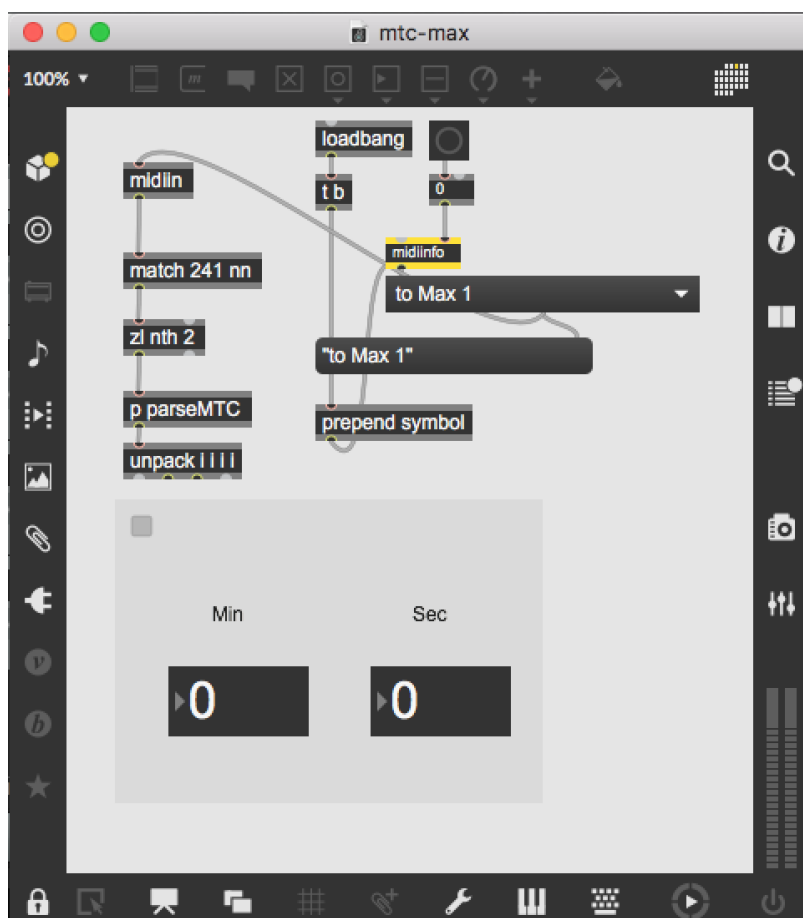 mtc-max
100%
m
loadbang
midiin
t b
0
midiinfo
match 241 nn
to Max 1
zl nth 2
"to Max 1"
p parseMTC
prepend symbol
unpack i i i i
Min
Sec
0
0
i
v
b